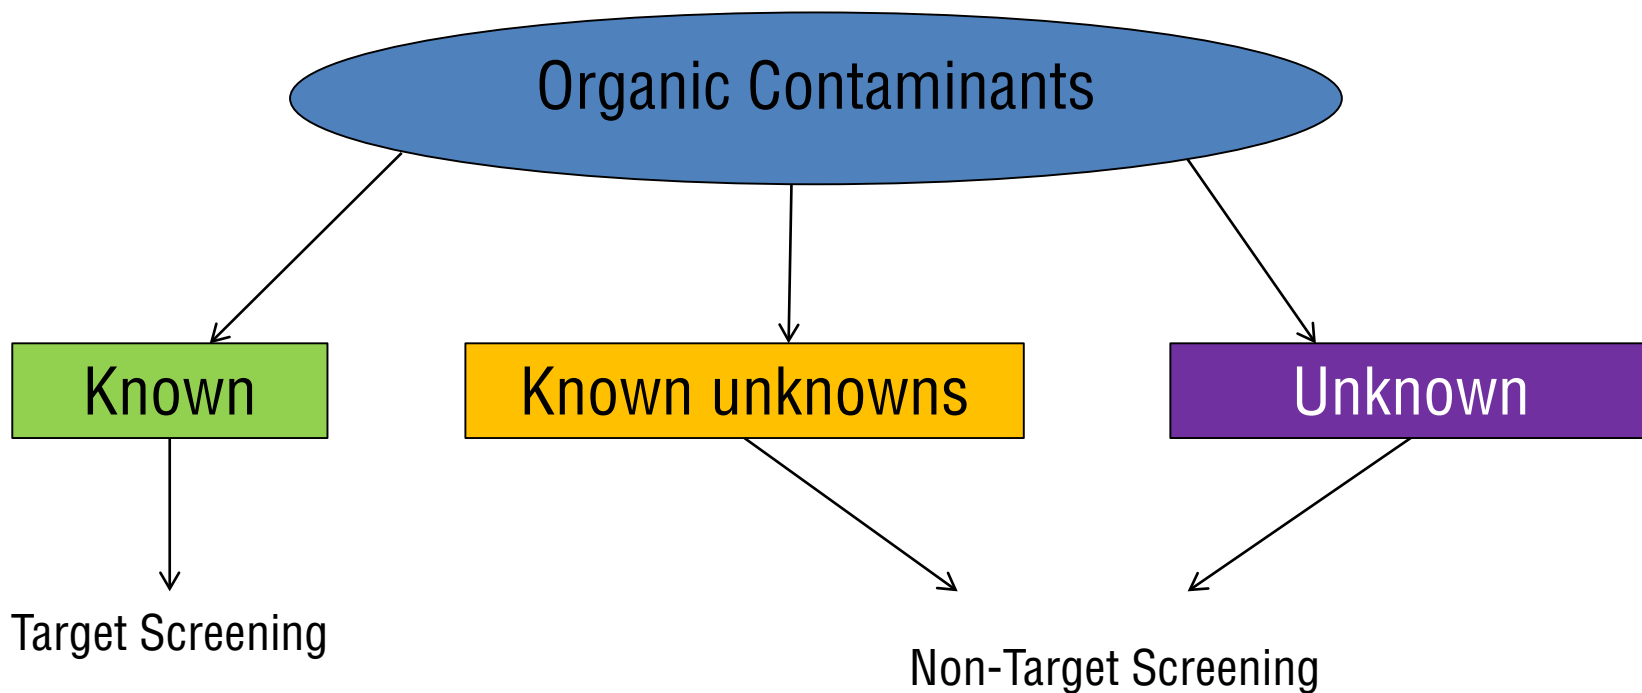 Organic Contaminants
Known
Known unknowns
Unknown
Target Screening
Non-Target Screening